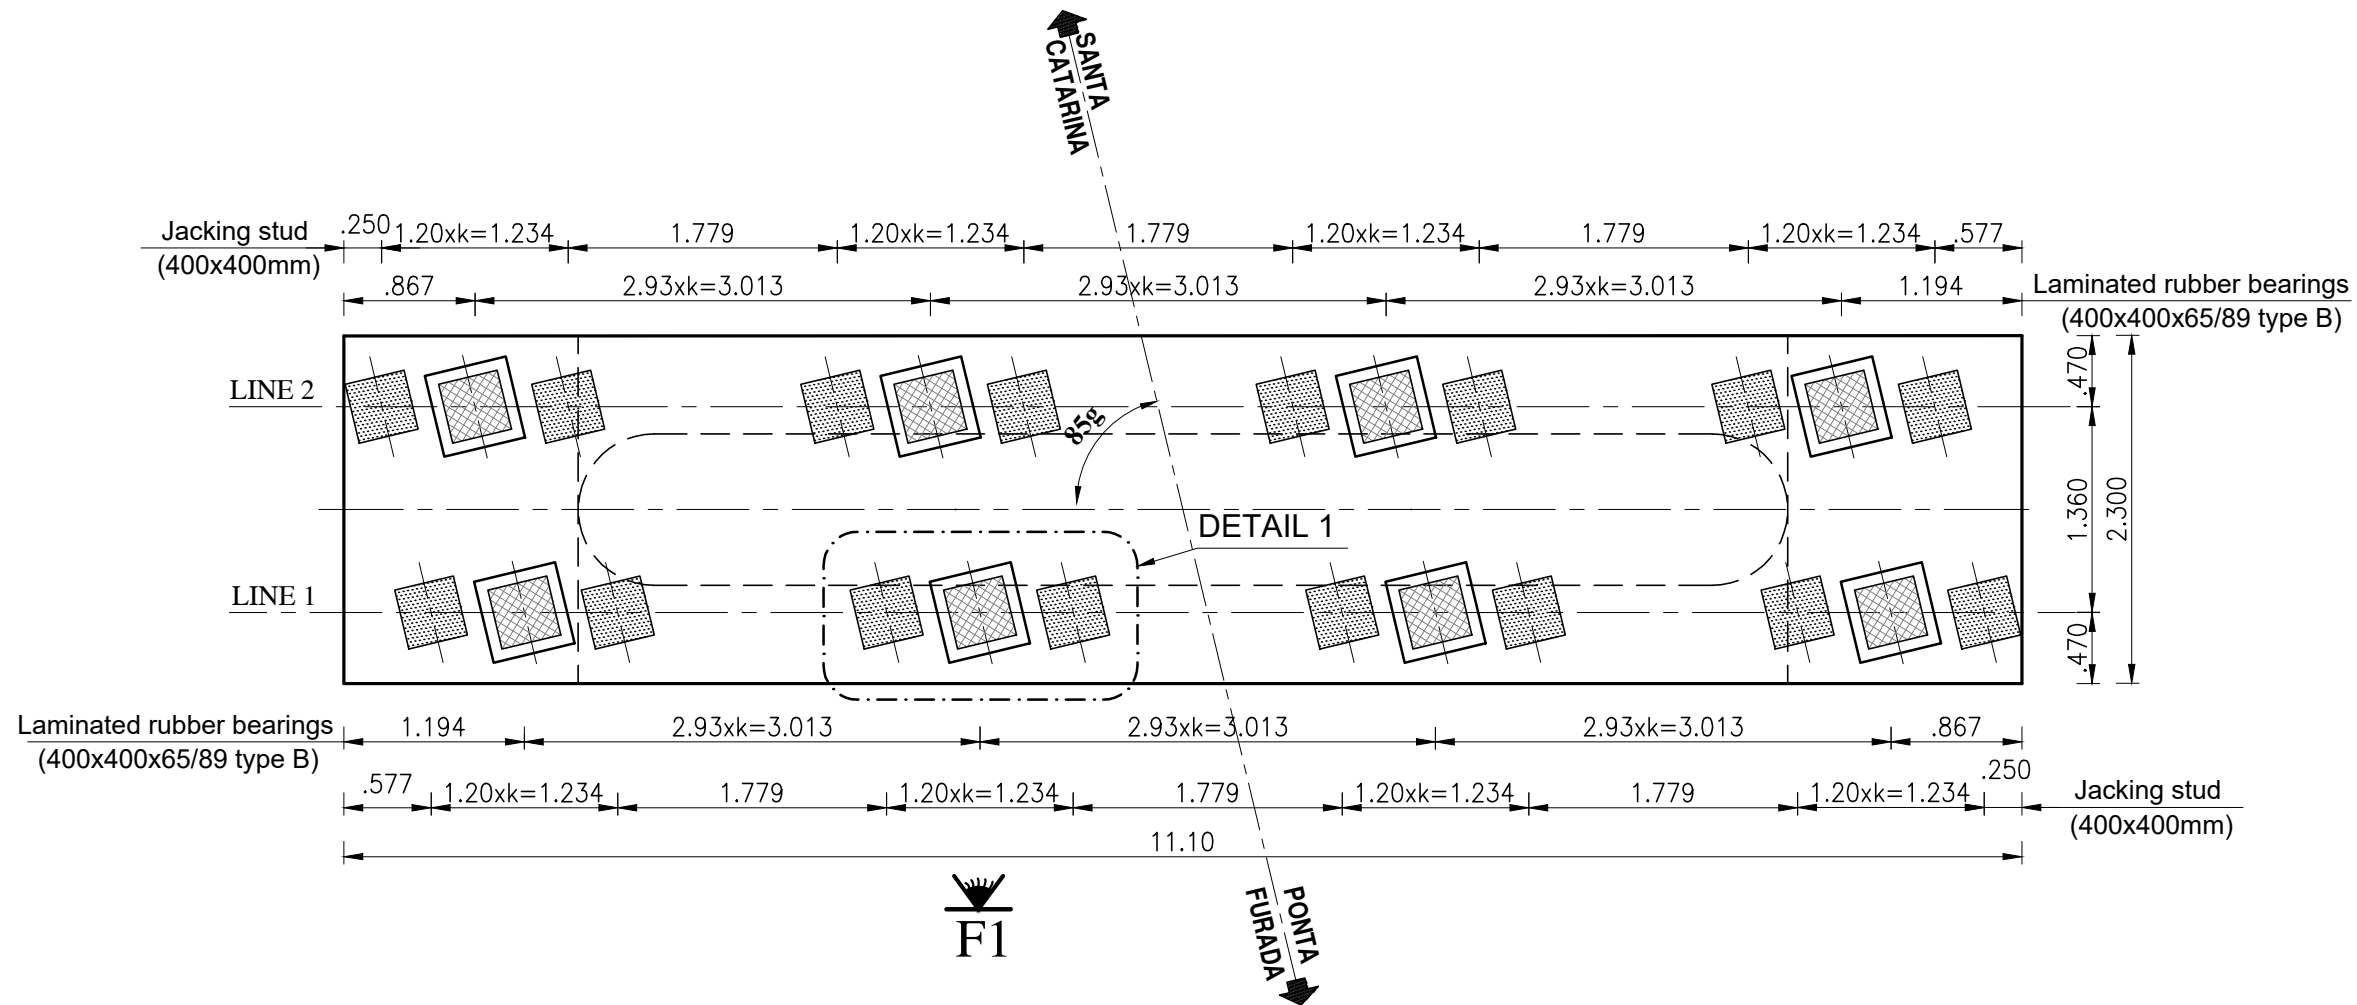 SANTA
CATARINA
Jacking stud
(400x400mm)
.250 1.20xk=1.234 1.779 1.20xk=1.234 1.779 1.20xk=1.234 1.779 1.20xk=1.234 .577
.867 2.93xk=3.013 2.93xk=3.013 2.93xk=3.013 1.194
Laminated rubber bearings
(400x400x65/89 type B)
LINE 2
85g
.470
1.360
2.300
.470
DETAIL 1
LINE 1
Laminated rubber bearings
(400x400x65/89 type B)
1.194 2.93xk=3.013 2.93xk=3.013 2.93xk=3.013 .867
.577 1.20xk=1.234 1.779 1.20xk=1.234 1.779 1.20xk=1.234 1.779 1.20xk=1.234 .250
Jacking stud
(400x400mm)
11.10
F1
PONTA
FURADA